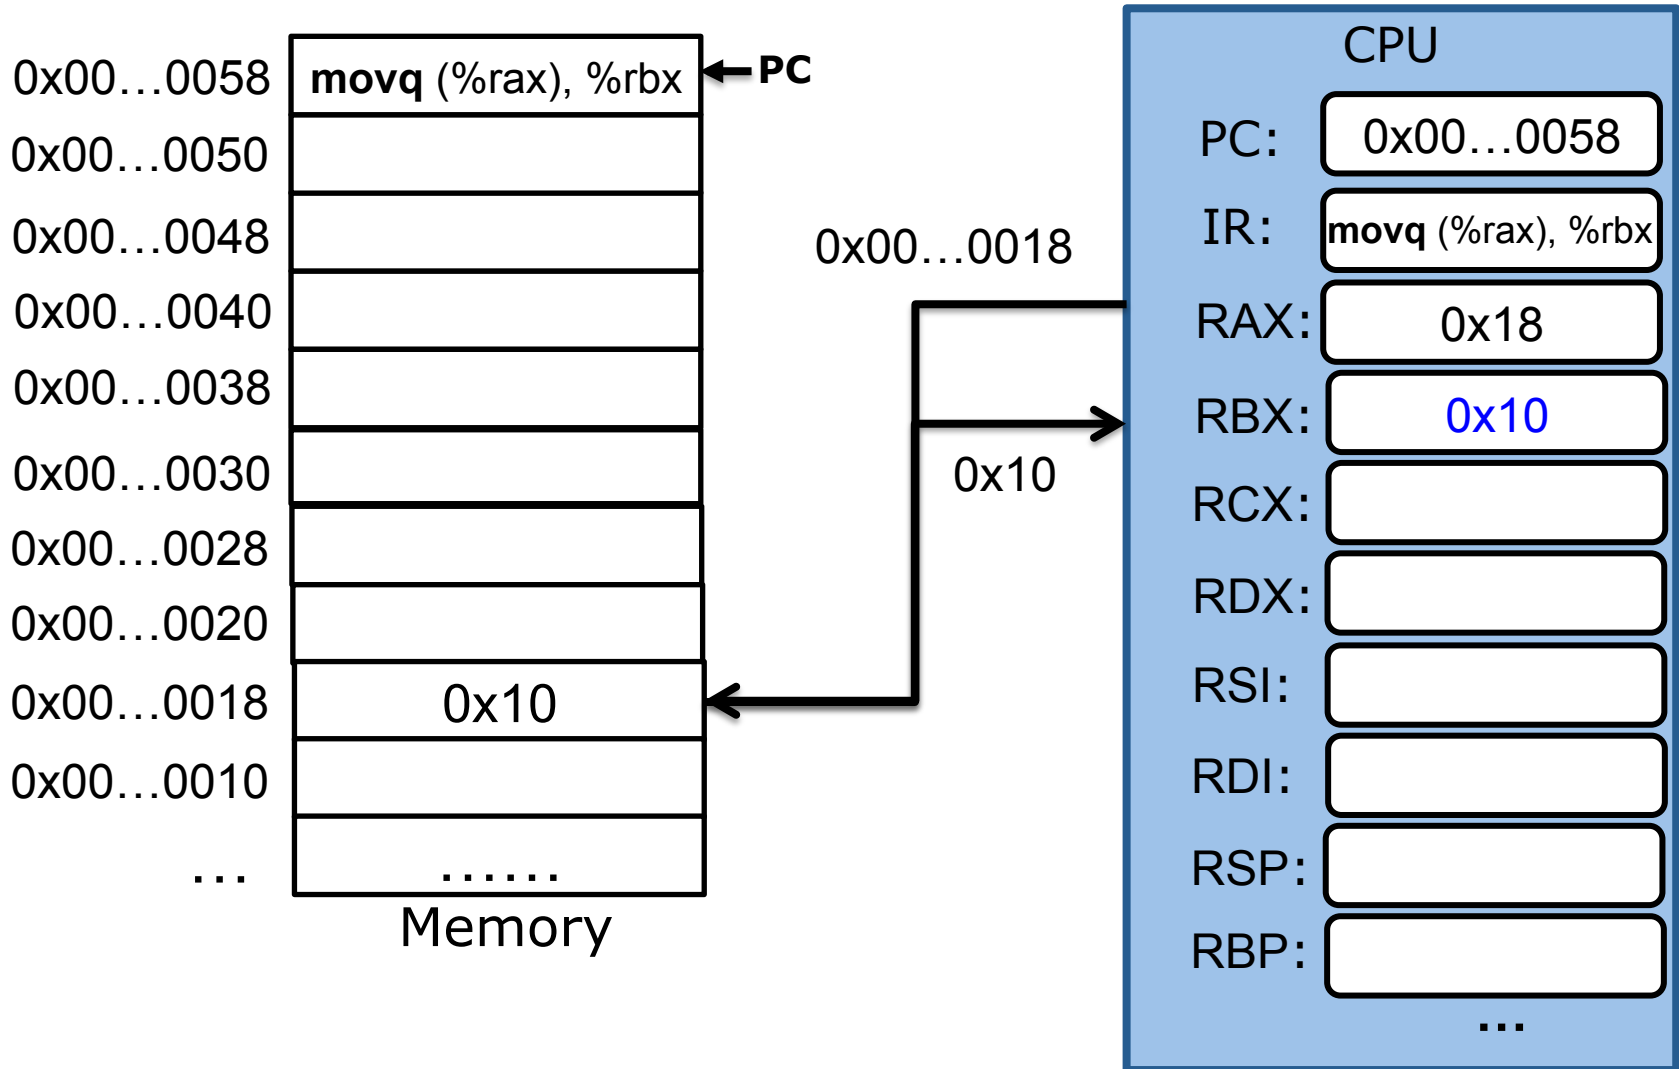 0x00…0058 movq (%rax), %rbx PC
0x00…0050
0x00…0048
0x00…0040
0x00…0038
0x00…0030
0x00…0028
0x00…0020
0x00…0018 0x10
0x00…0010
… ……
Memory
0x00…0018
0x10
CPU
PC: 0x00…0058
IR: movq (%rax), %rbx
RAX: 0x18
RBX: 0x10
RCX:
RDX:
RSI:
RDI:
RSP:
RBP:
…